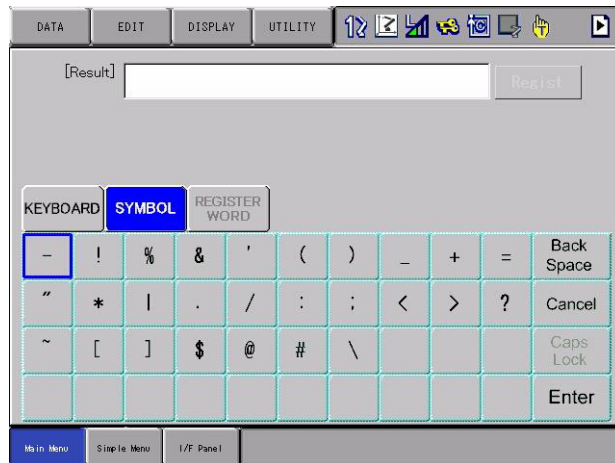 DATA EDIT DISPLAY UTILITY
[Result] Regist
KEYBOARD SYMBOL REGISTER WORD
- ! % & ' ( ) _ + = Back Space
" * | . / : ; < > ? Cancel
~ [ ] $ @ # \ Caps Lock
Enter
Main Menu Simple Menu I/F Panel